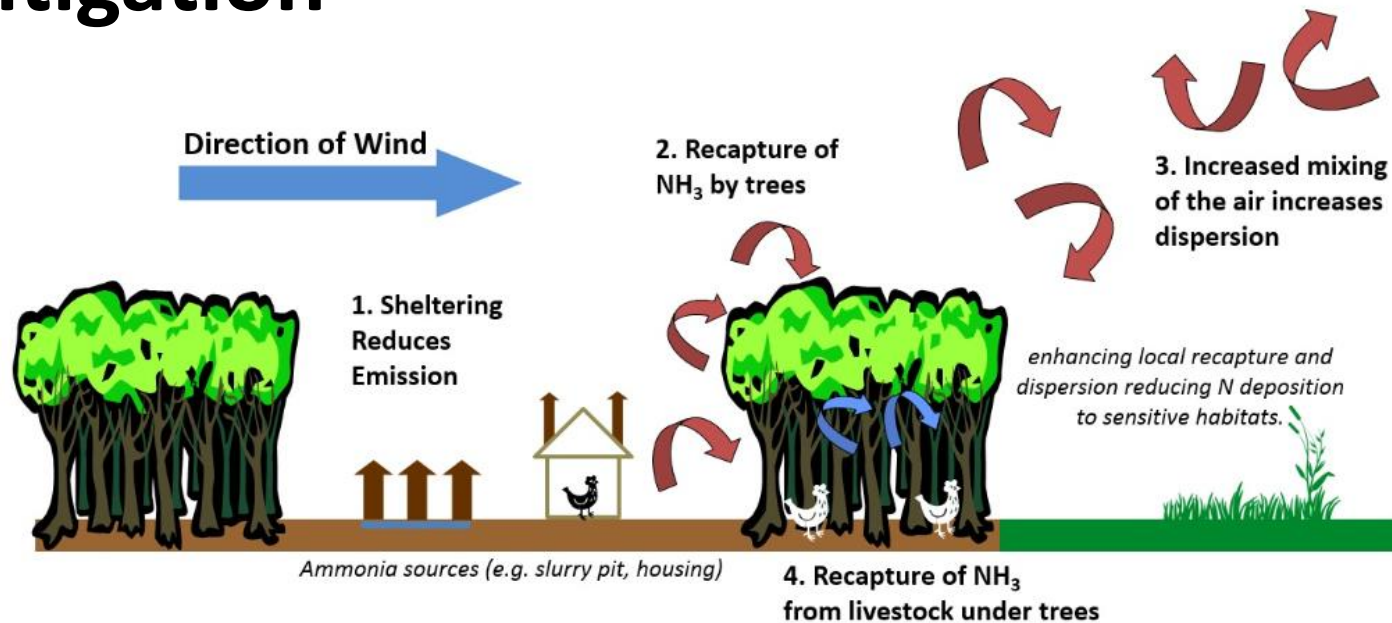 Direction of Wind
2. Recapture of
NH₃ by trees
3. Increased mixing
of the air increases
dispersion
1. Sheltering
Reduces
Emission
enhancing local recapture and
dispersion reducing N deposition
to sensitive habitats.
Ammonia sources (e.g. slurry pit, housing)
4. Recapture of NH₃
from livestock under trees